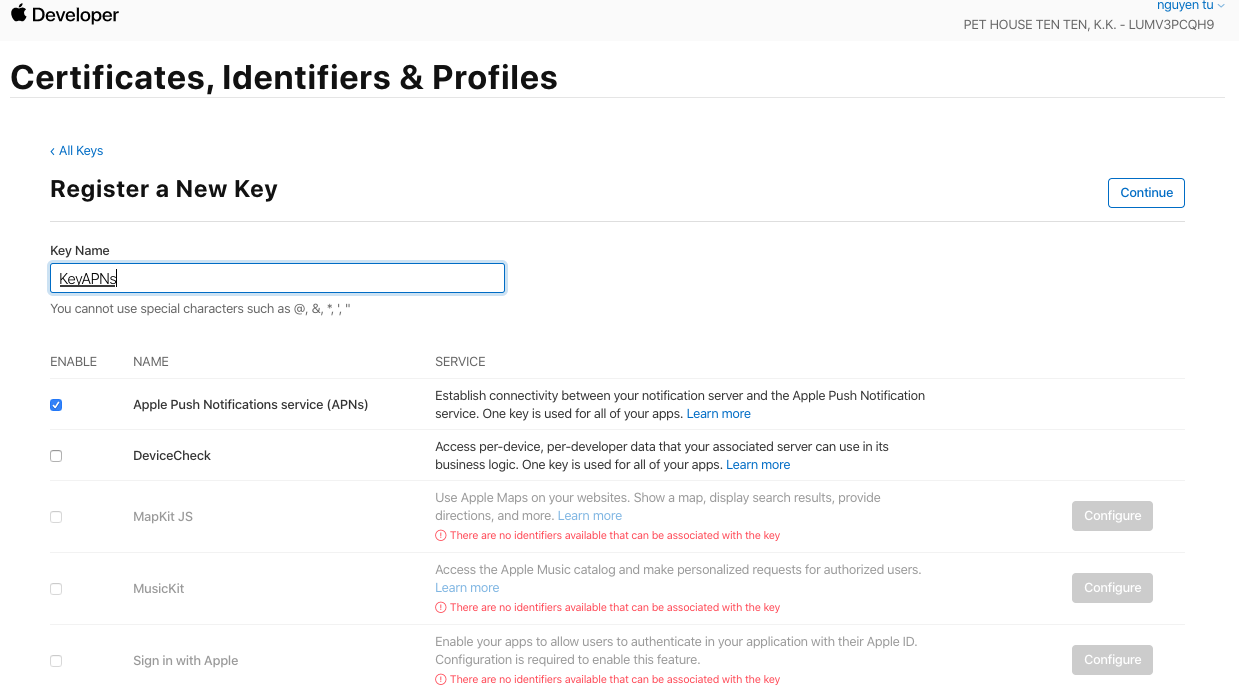 Developer
nguyen tu
PET HOUSE TEN TEN, K.K. - LUMV3PCQH9
Certificates, Identifiers & Profiles
‹ All Keys
Register a New Key
Continue
Key Name
KeyAPNs
You cannot use special characters such as @, &, *, ', "
ENABLE NAME SERVICE
Apple Push Notifications service (APNs)
Establish connectivity between your notification server and the Apple Push Notification
service. One key is used for all of your apps. Learn more
DeviceCheck
Access per-device, per-developer data that your associated server can use in its
business logic. One key is used for all of your apps. Learn more
MapKit JS
Use Apple Maps on your websites. Show a map, display search results, provide
directions, and more. Learn more
There are no identifiers available that can be associated with the key
Configure
MusicKit
Access the Apple Music catalog and make personalized requests for authorized users.
Learn more
There are no identifiers available that can be associated with the key
Configure
Sign in with Apple
Enable your apps to allow users to authenticate in your application with their Apple ID.
Configuration is required to enable this feature.
There are no identifiers available that can be associated with the key
Configure